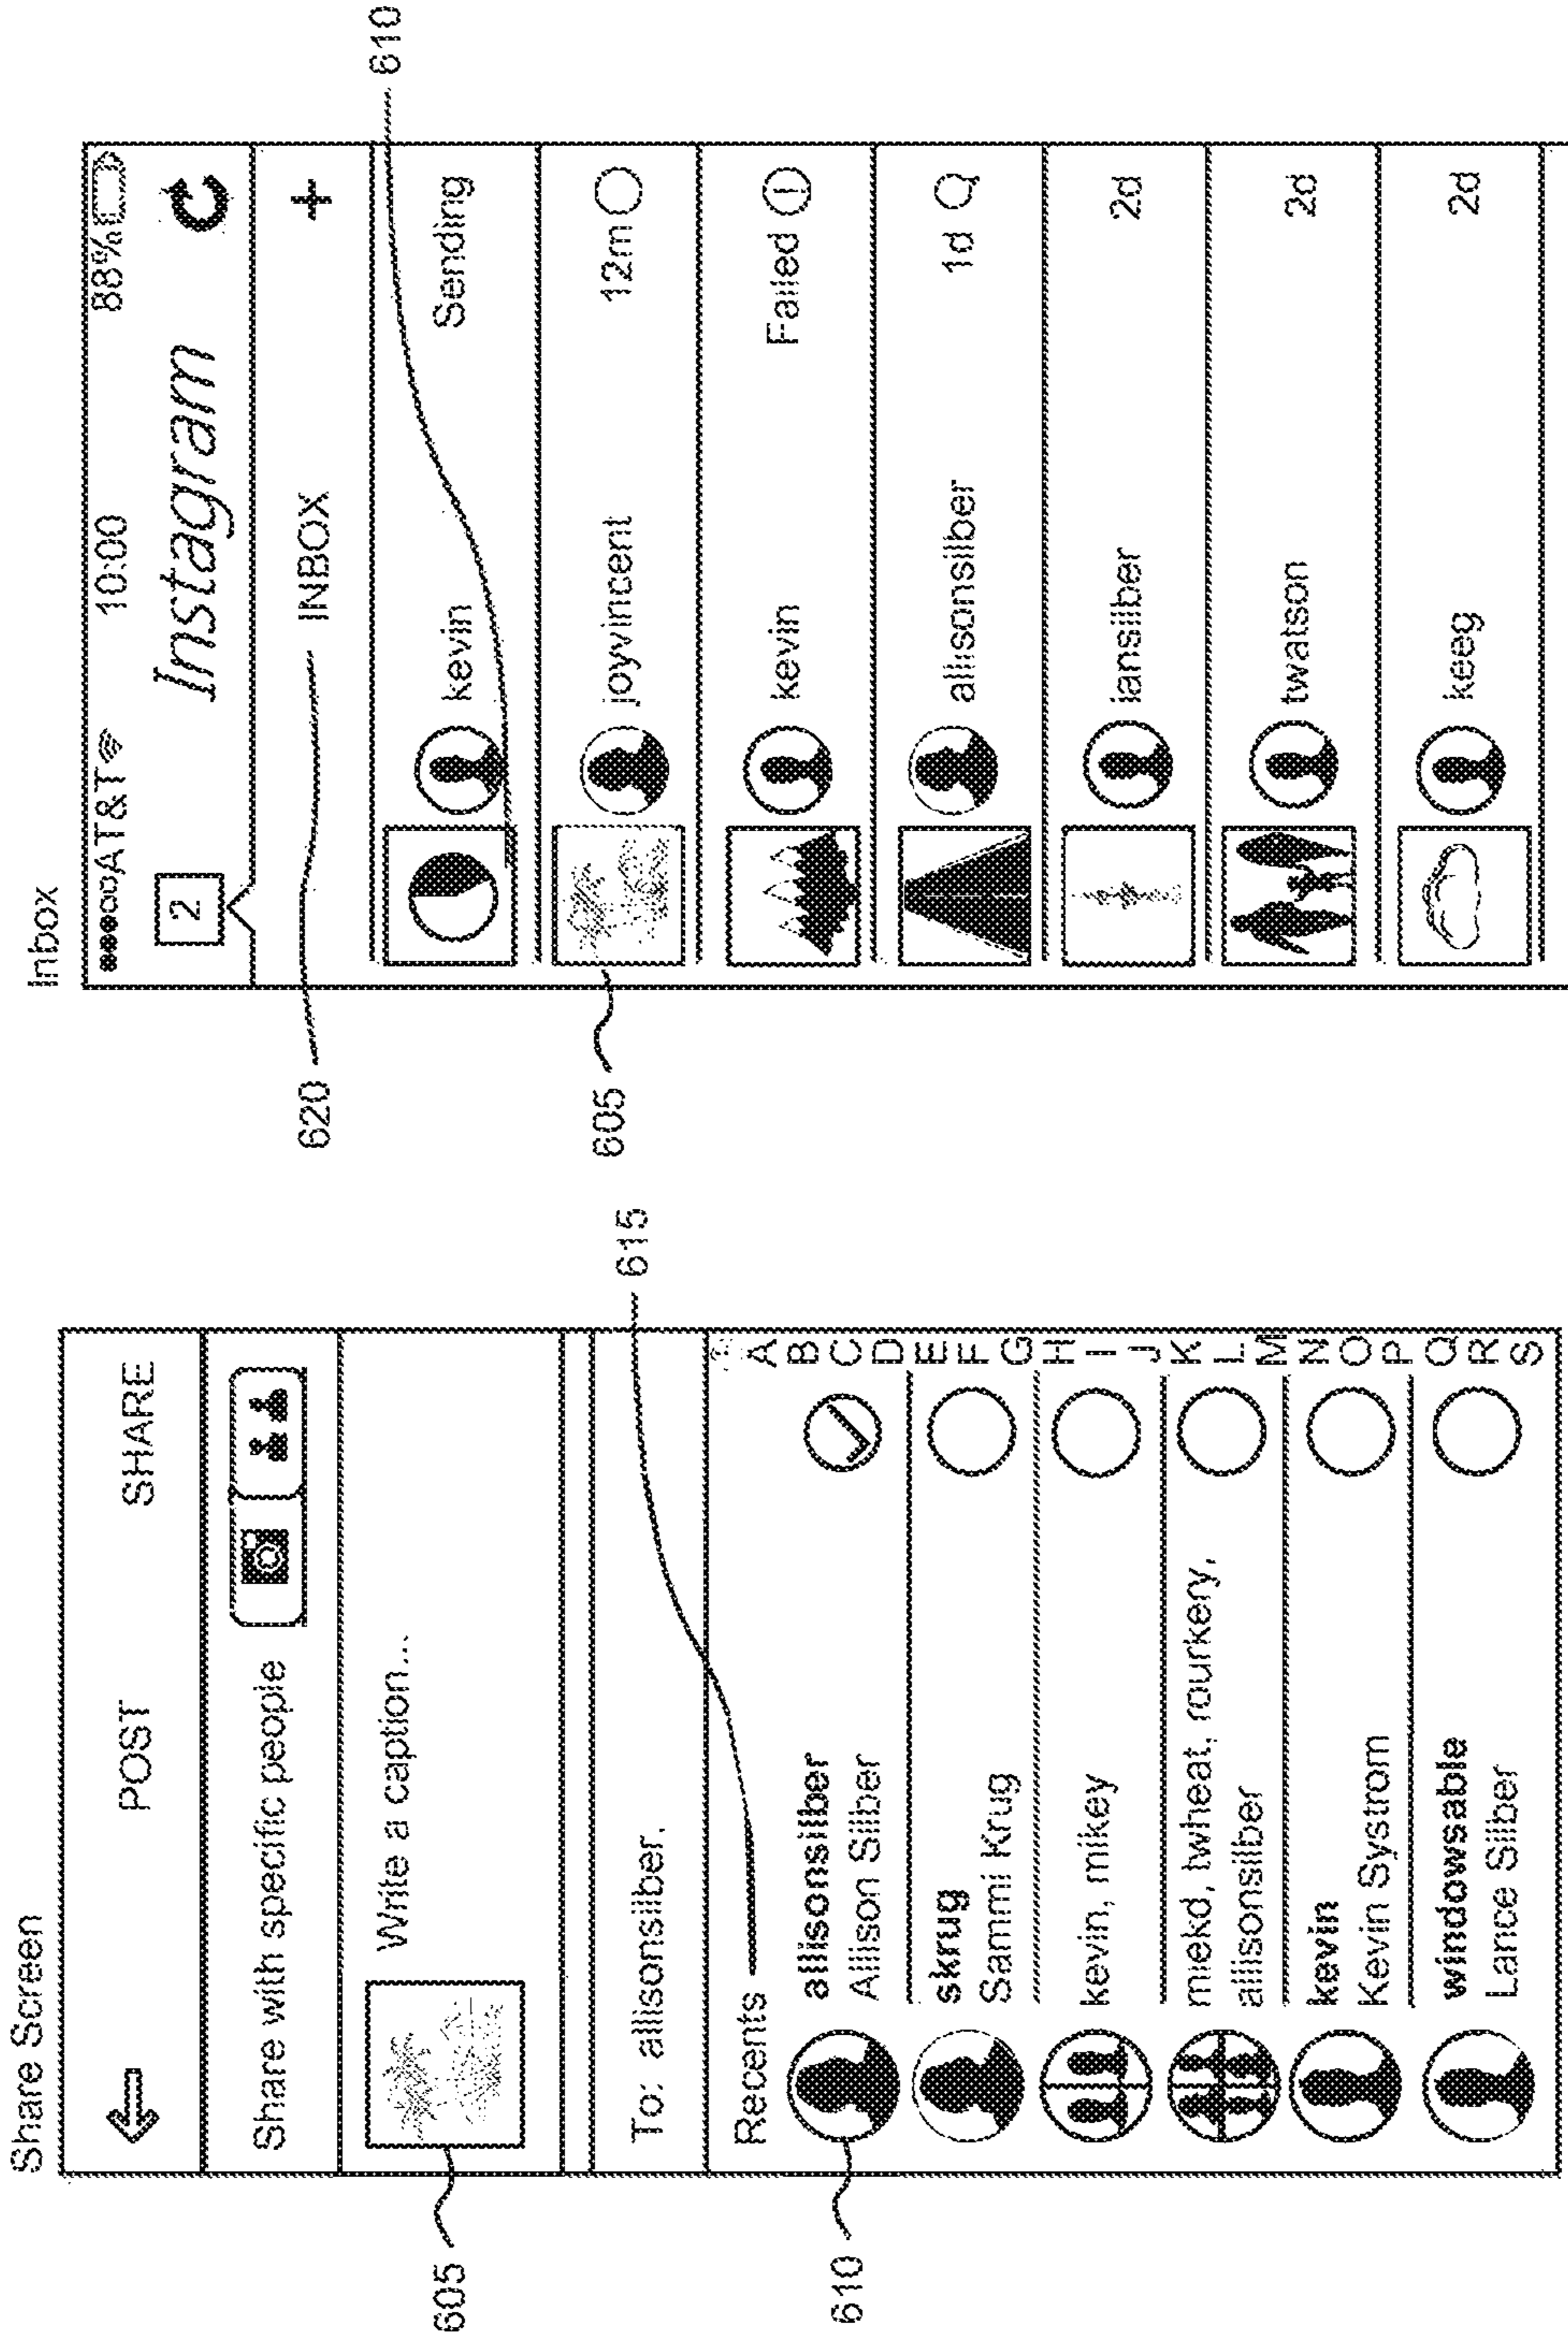 Share Screen
POST SHARE
Share with specific people
605
Write a caption...
To: allisonsilber,
615
Recents
610
allisonsilber
Allison Silber
skrug
Sammi Krug
kevin, mikey
miekd, twheat, rourkery,
allisonsilber
kevin
Kevin Systrom
windowsable
Lance Silber
A
B
C
D
E
F
G
H
I
J
K
L
M
N
O
P
Q
R
S
Inbox
AT&T 10:00 88%
2 Instagram
620
INBOX +
610
kevin Sending
605
joyvincent 12m
kevin Failed !
allisonsilber 1d
iansilber 2d
twatson 2d
keeg 2d